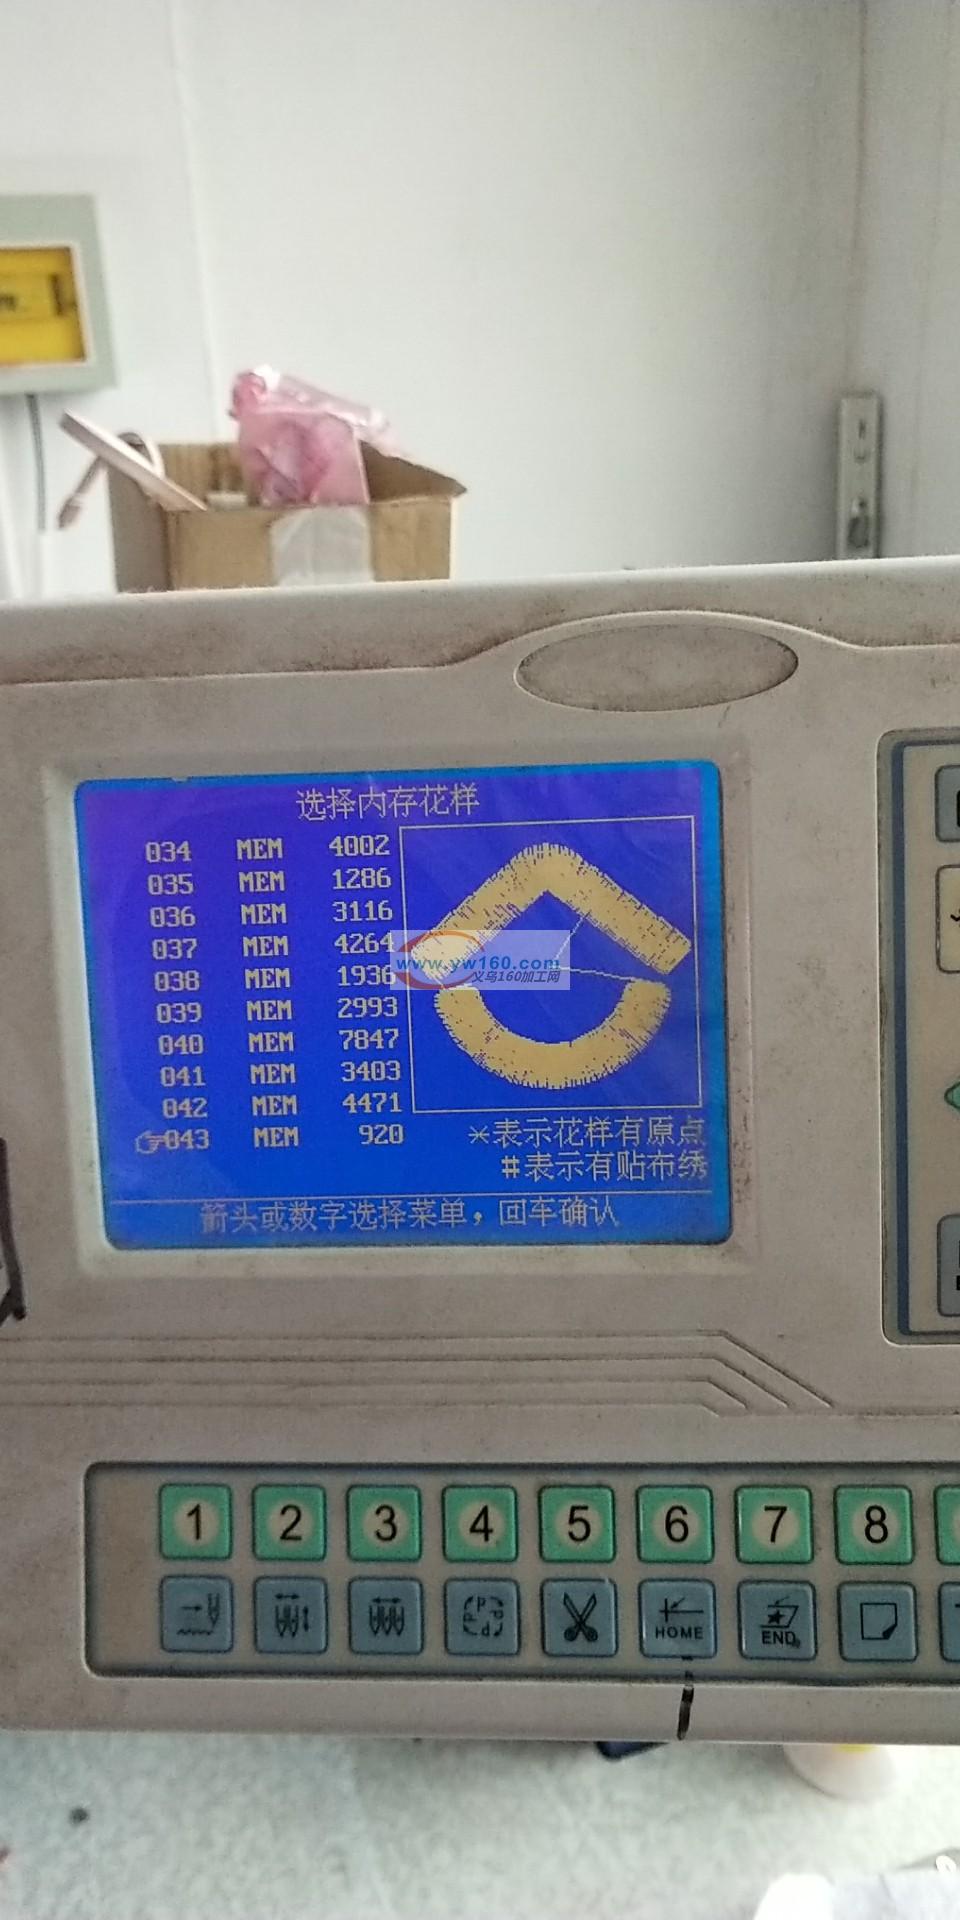 选择内存花样
034 MEM 4002
035 MEM 1286
036 MEM 3116
037 MEM 4264
038 MEM 1936
039 MEM 2993
040 MEM 7847
041 MEM 3403
042 MEM 4471
043 MEM 920
www.yw160.com
义乌160加工网
*表示花样有原点
#表示有贴布绣
箭头或数字选择菜单，回车确认
1 2 3 4 5 6 7 8
HOME
END